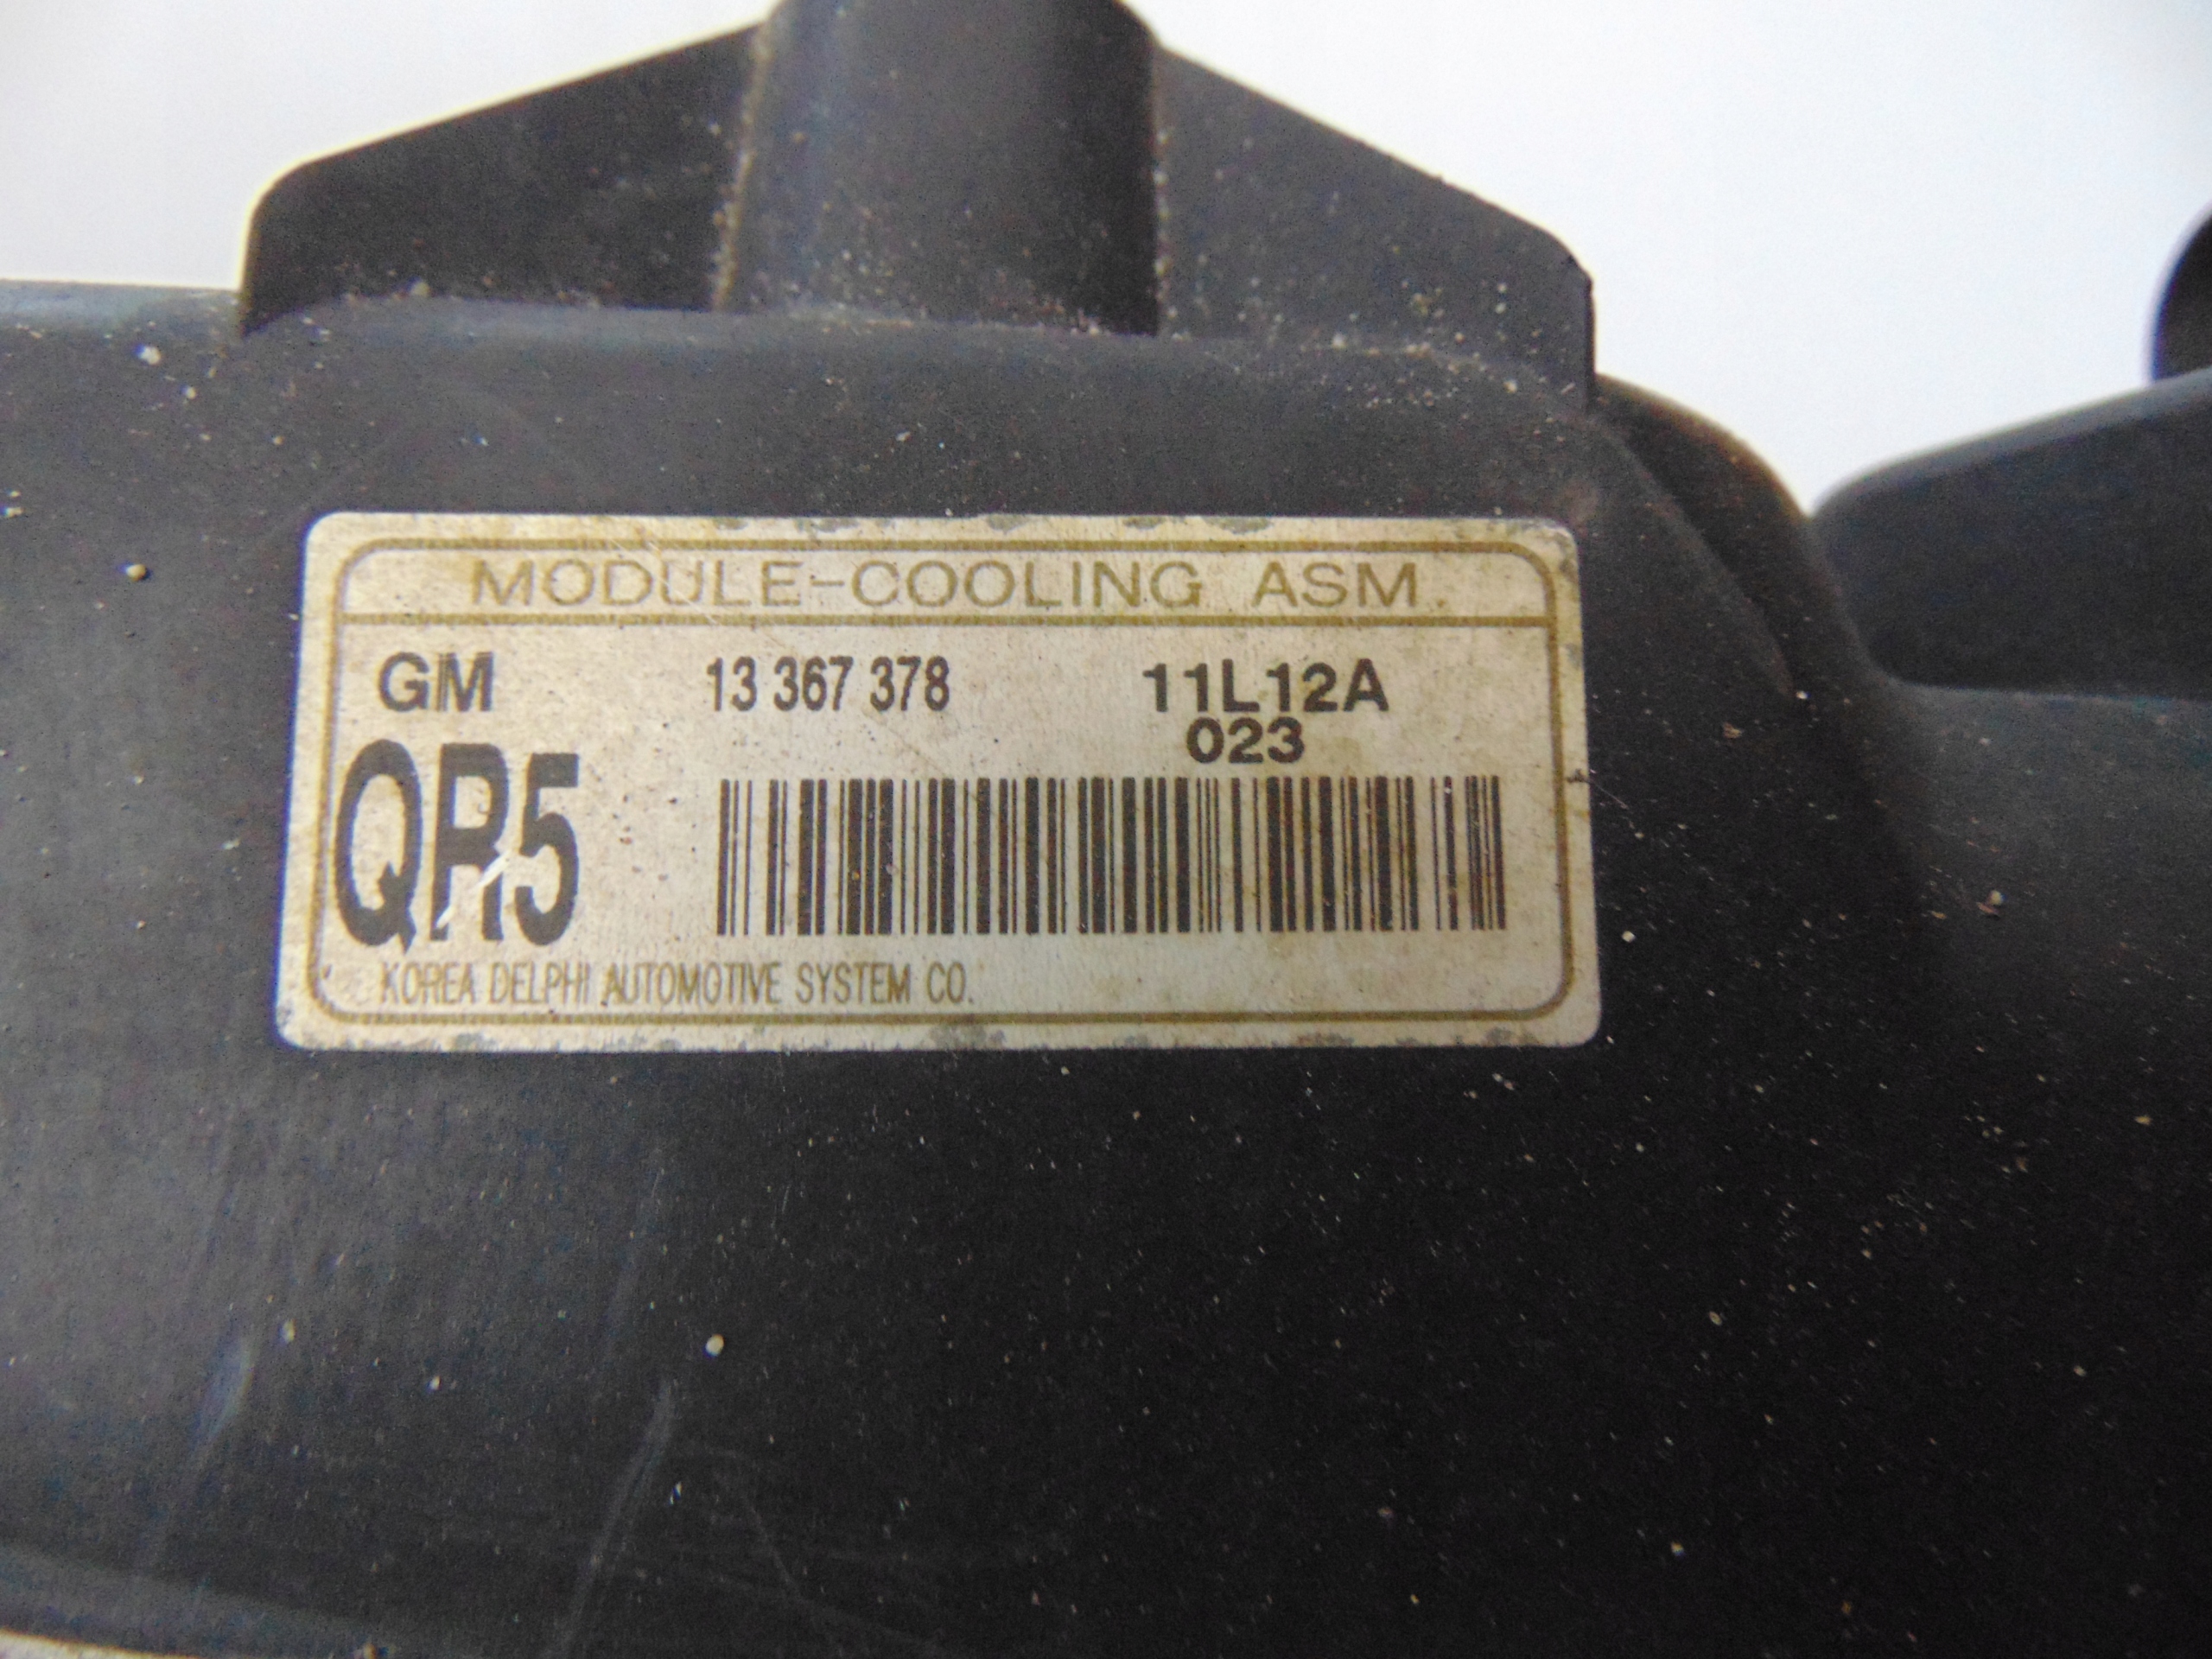 MODULE-COOLING ASM.
GM 13 367 378 11L12A
023
QR5
KOREA DELPHI AUTOMOTIVE SYSTEM CO.